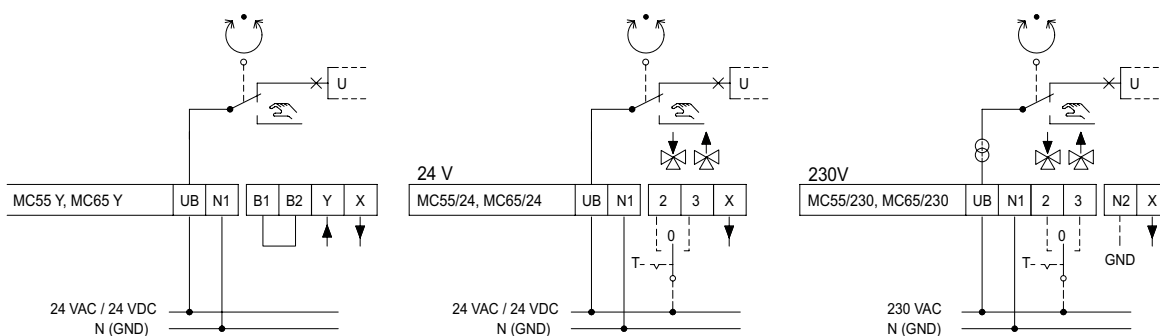 U
MC55 Y, MC65 Y UB N1 B1 B2 Y X
24 VAC / 24 VDC
N (GND)
U
24 V
MC55/24, MC65/24 UB N1 2 3 X
0
T
24 VAC / 24 VDC
N (GND)
U
230V
MC55/230, MC65/230 UB N1 2 3 N2 X
0
GND
T
230 VAC
N (GND)